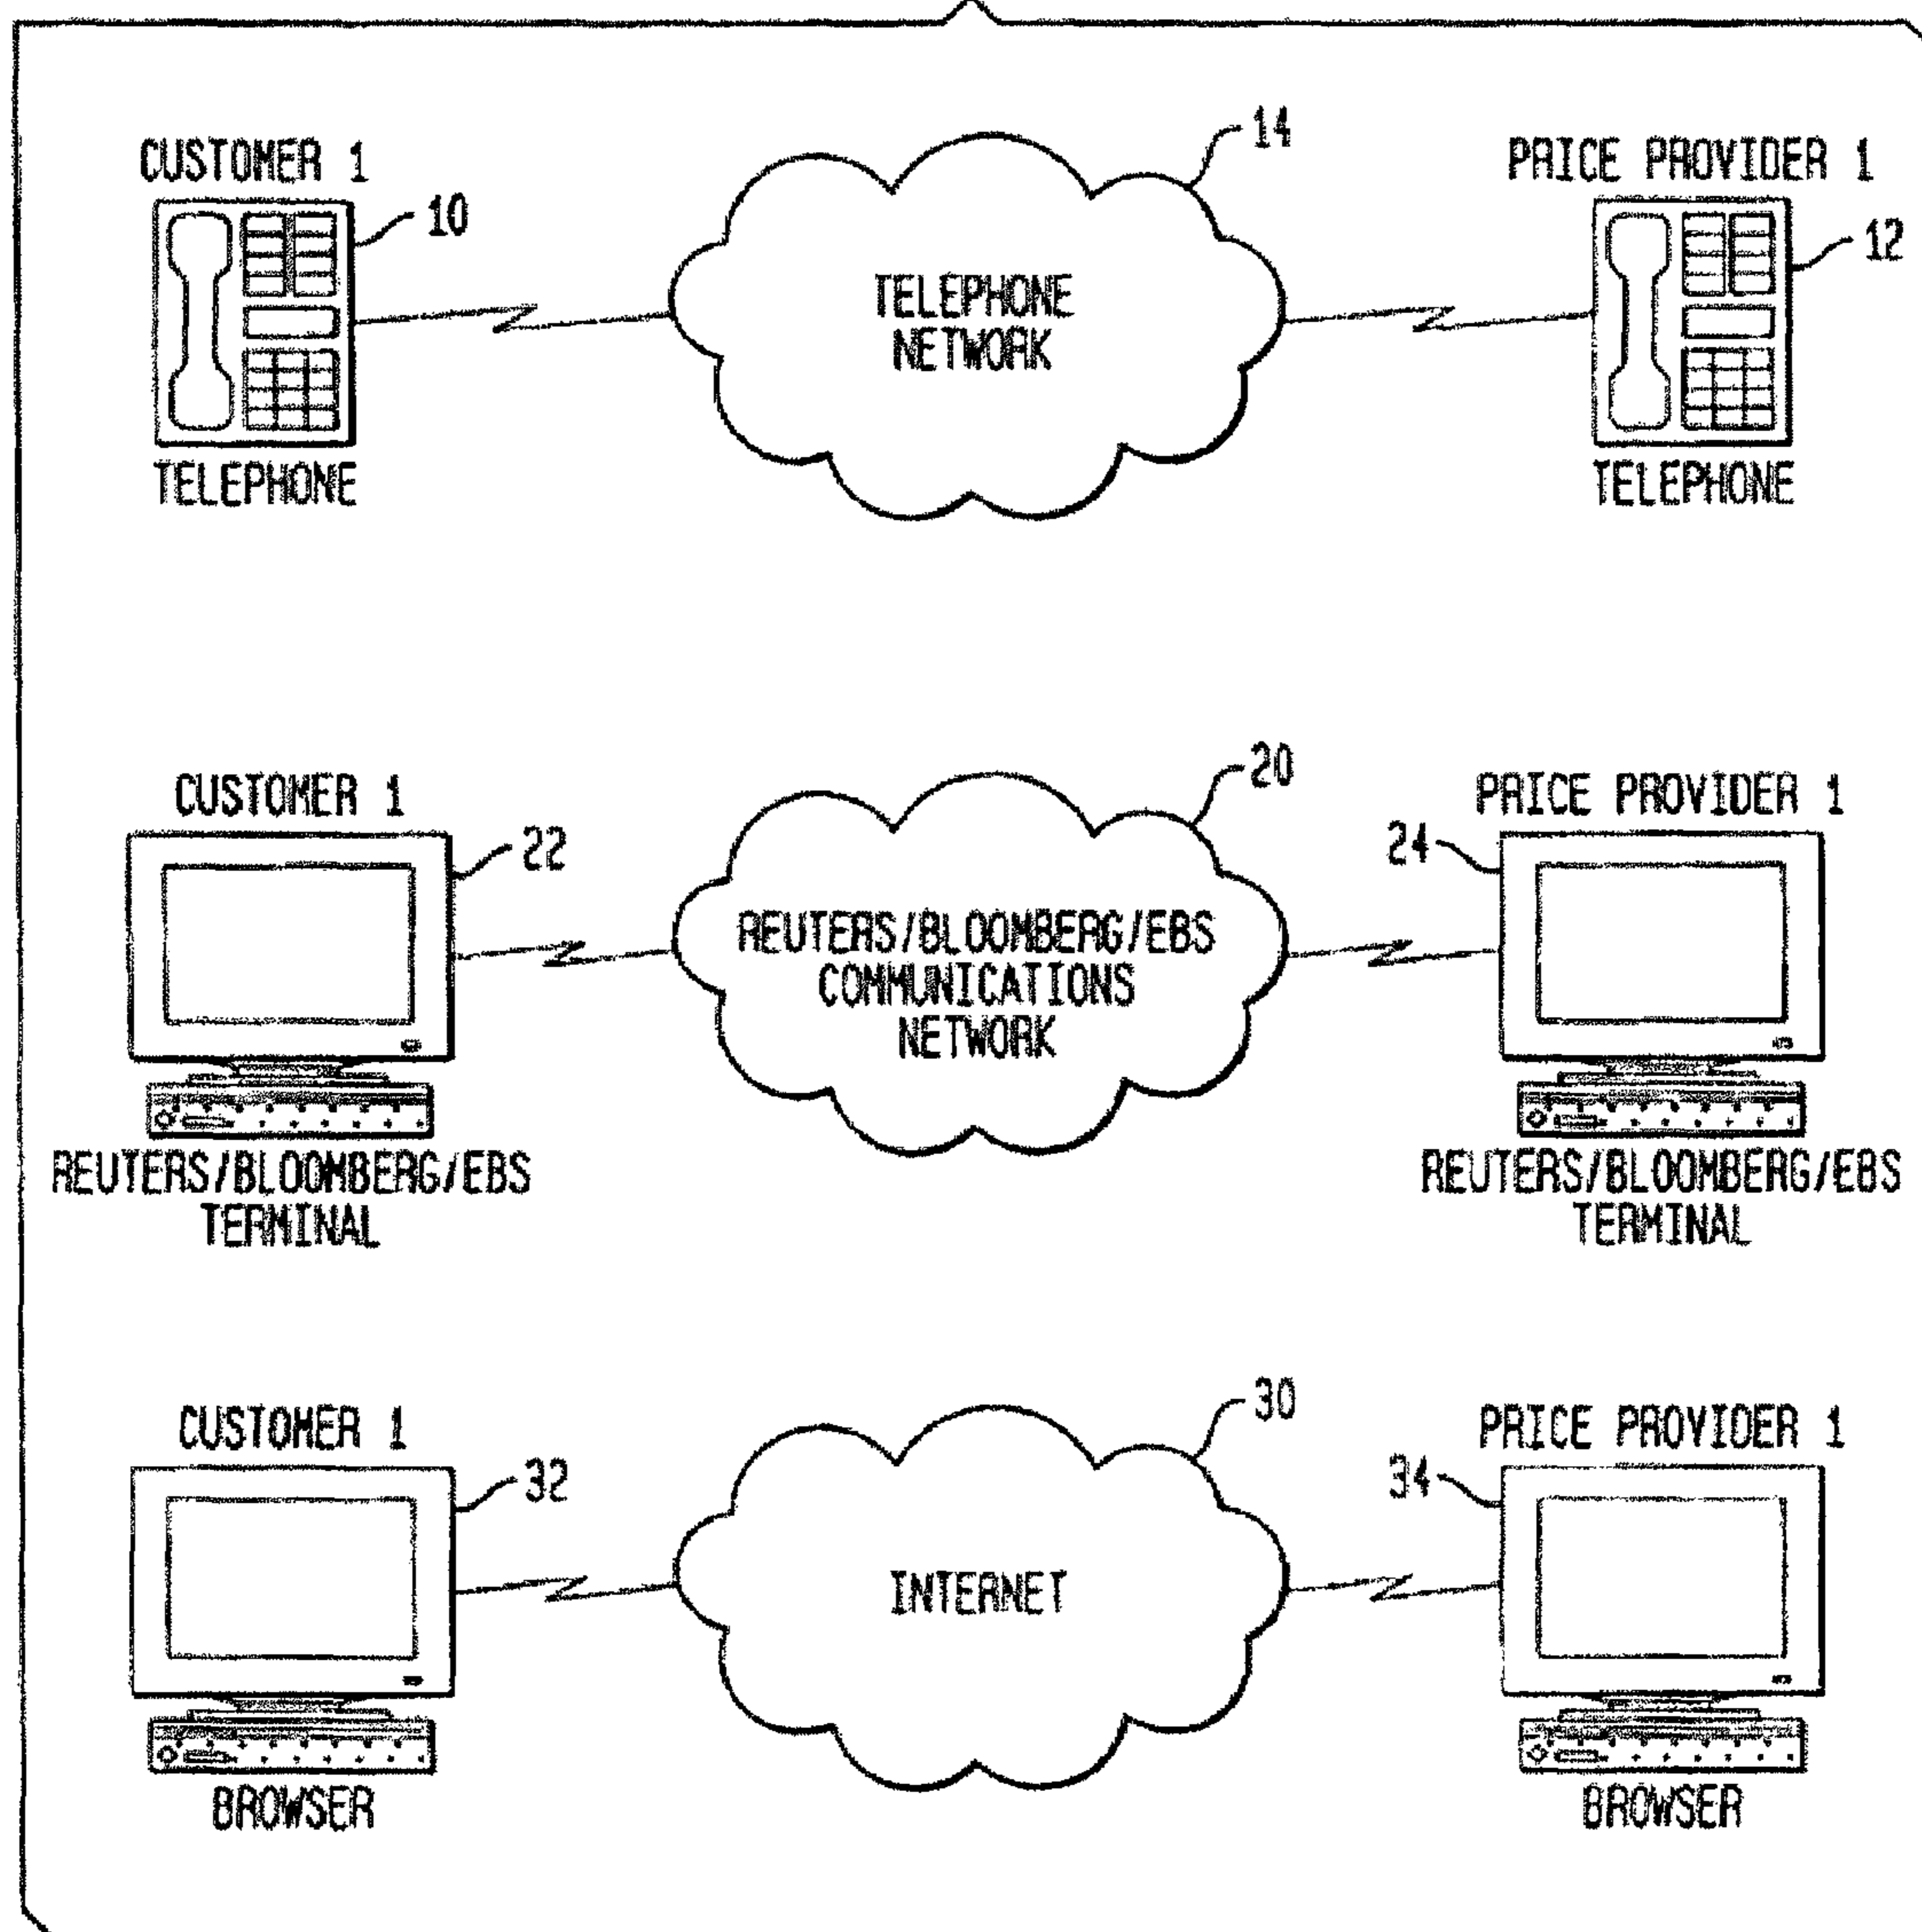 CUSTOMER 1
10
TELEPHONE
14
TELEPHONE
NETWORK
PRICE PROVIDER 1
12
TELEPHONE
CUSTOMER 1
22
REUTERS/BLOOMBERG/EBS
TERMINAL
20
REUTERS/BLOOMBERG/EBS
COMMUNICATIONS
NETWORK
PRICE PROVIDER 1
24
REUTERS/BLOOMBERG/EBS
TERMINAL
CUSTOMER 1
32
BROWSER
30
INTERNET
PRICE PROVIDER 1
34
BROWSER